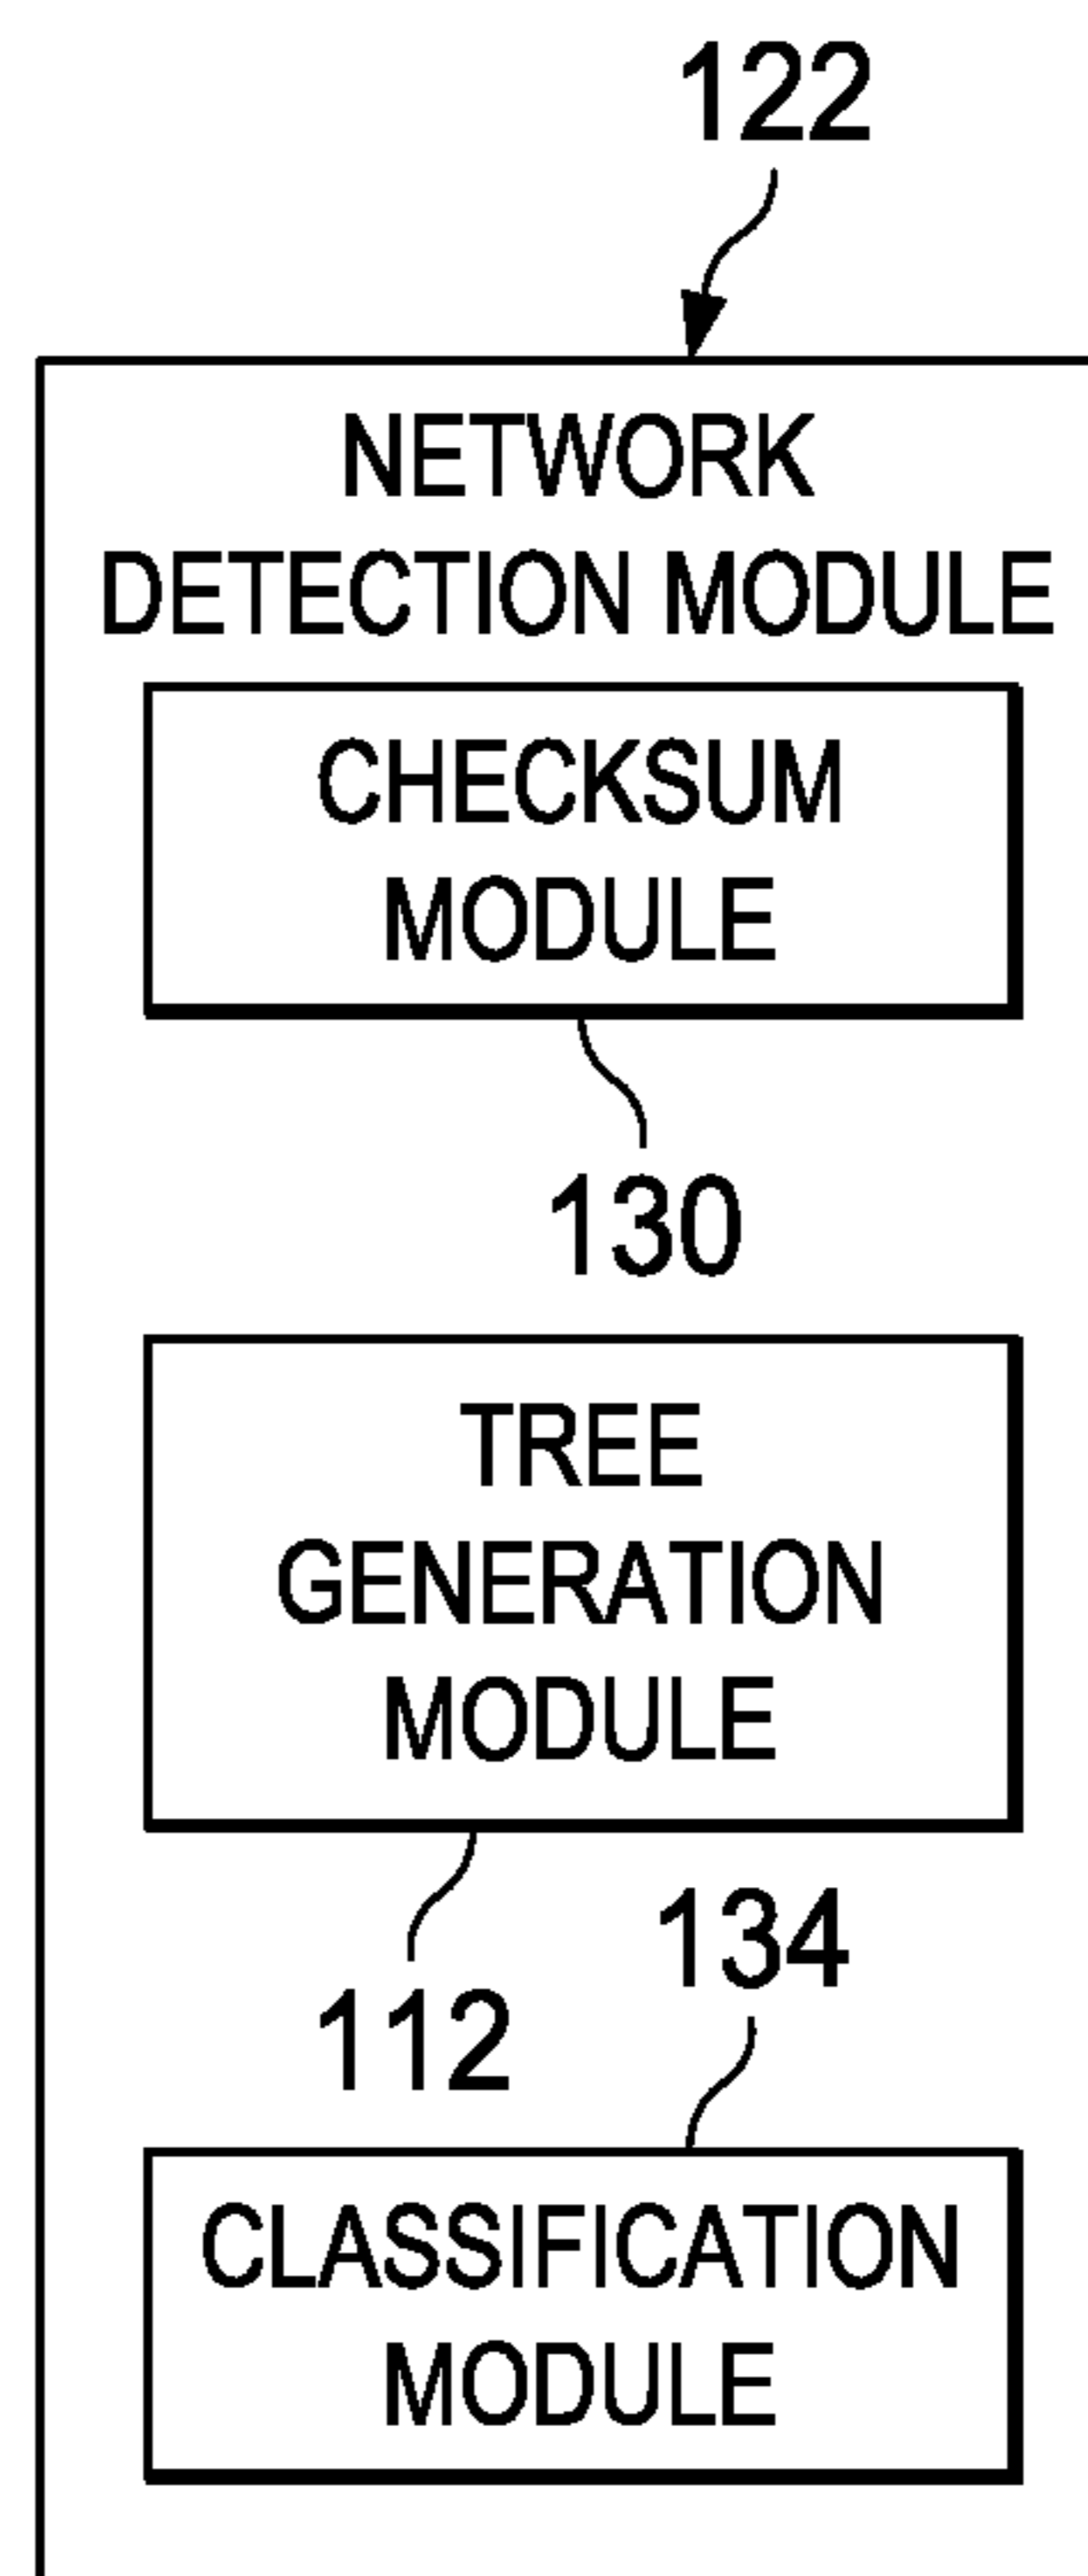 122
NETWORK
DETECTION MODULE
CHECKSUM
MODULE
130
TREE
GENERATION
MODULE
112
134
CLASSIFICATION
MODULE